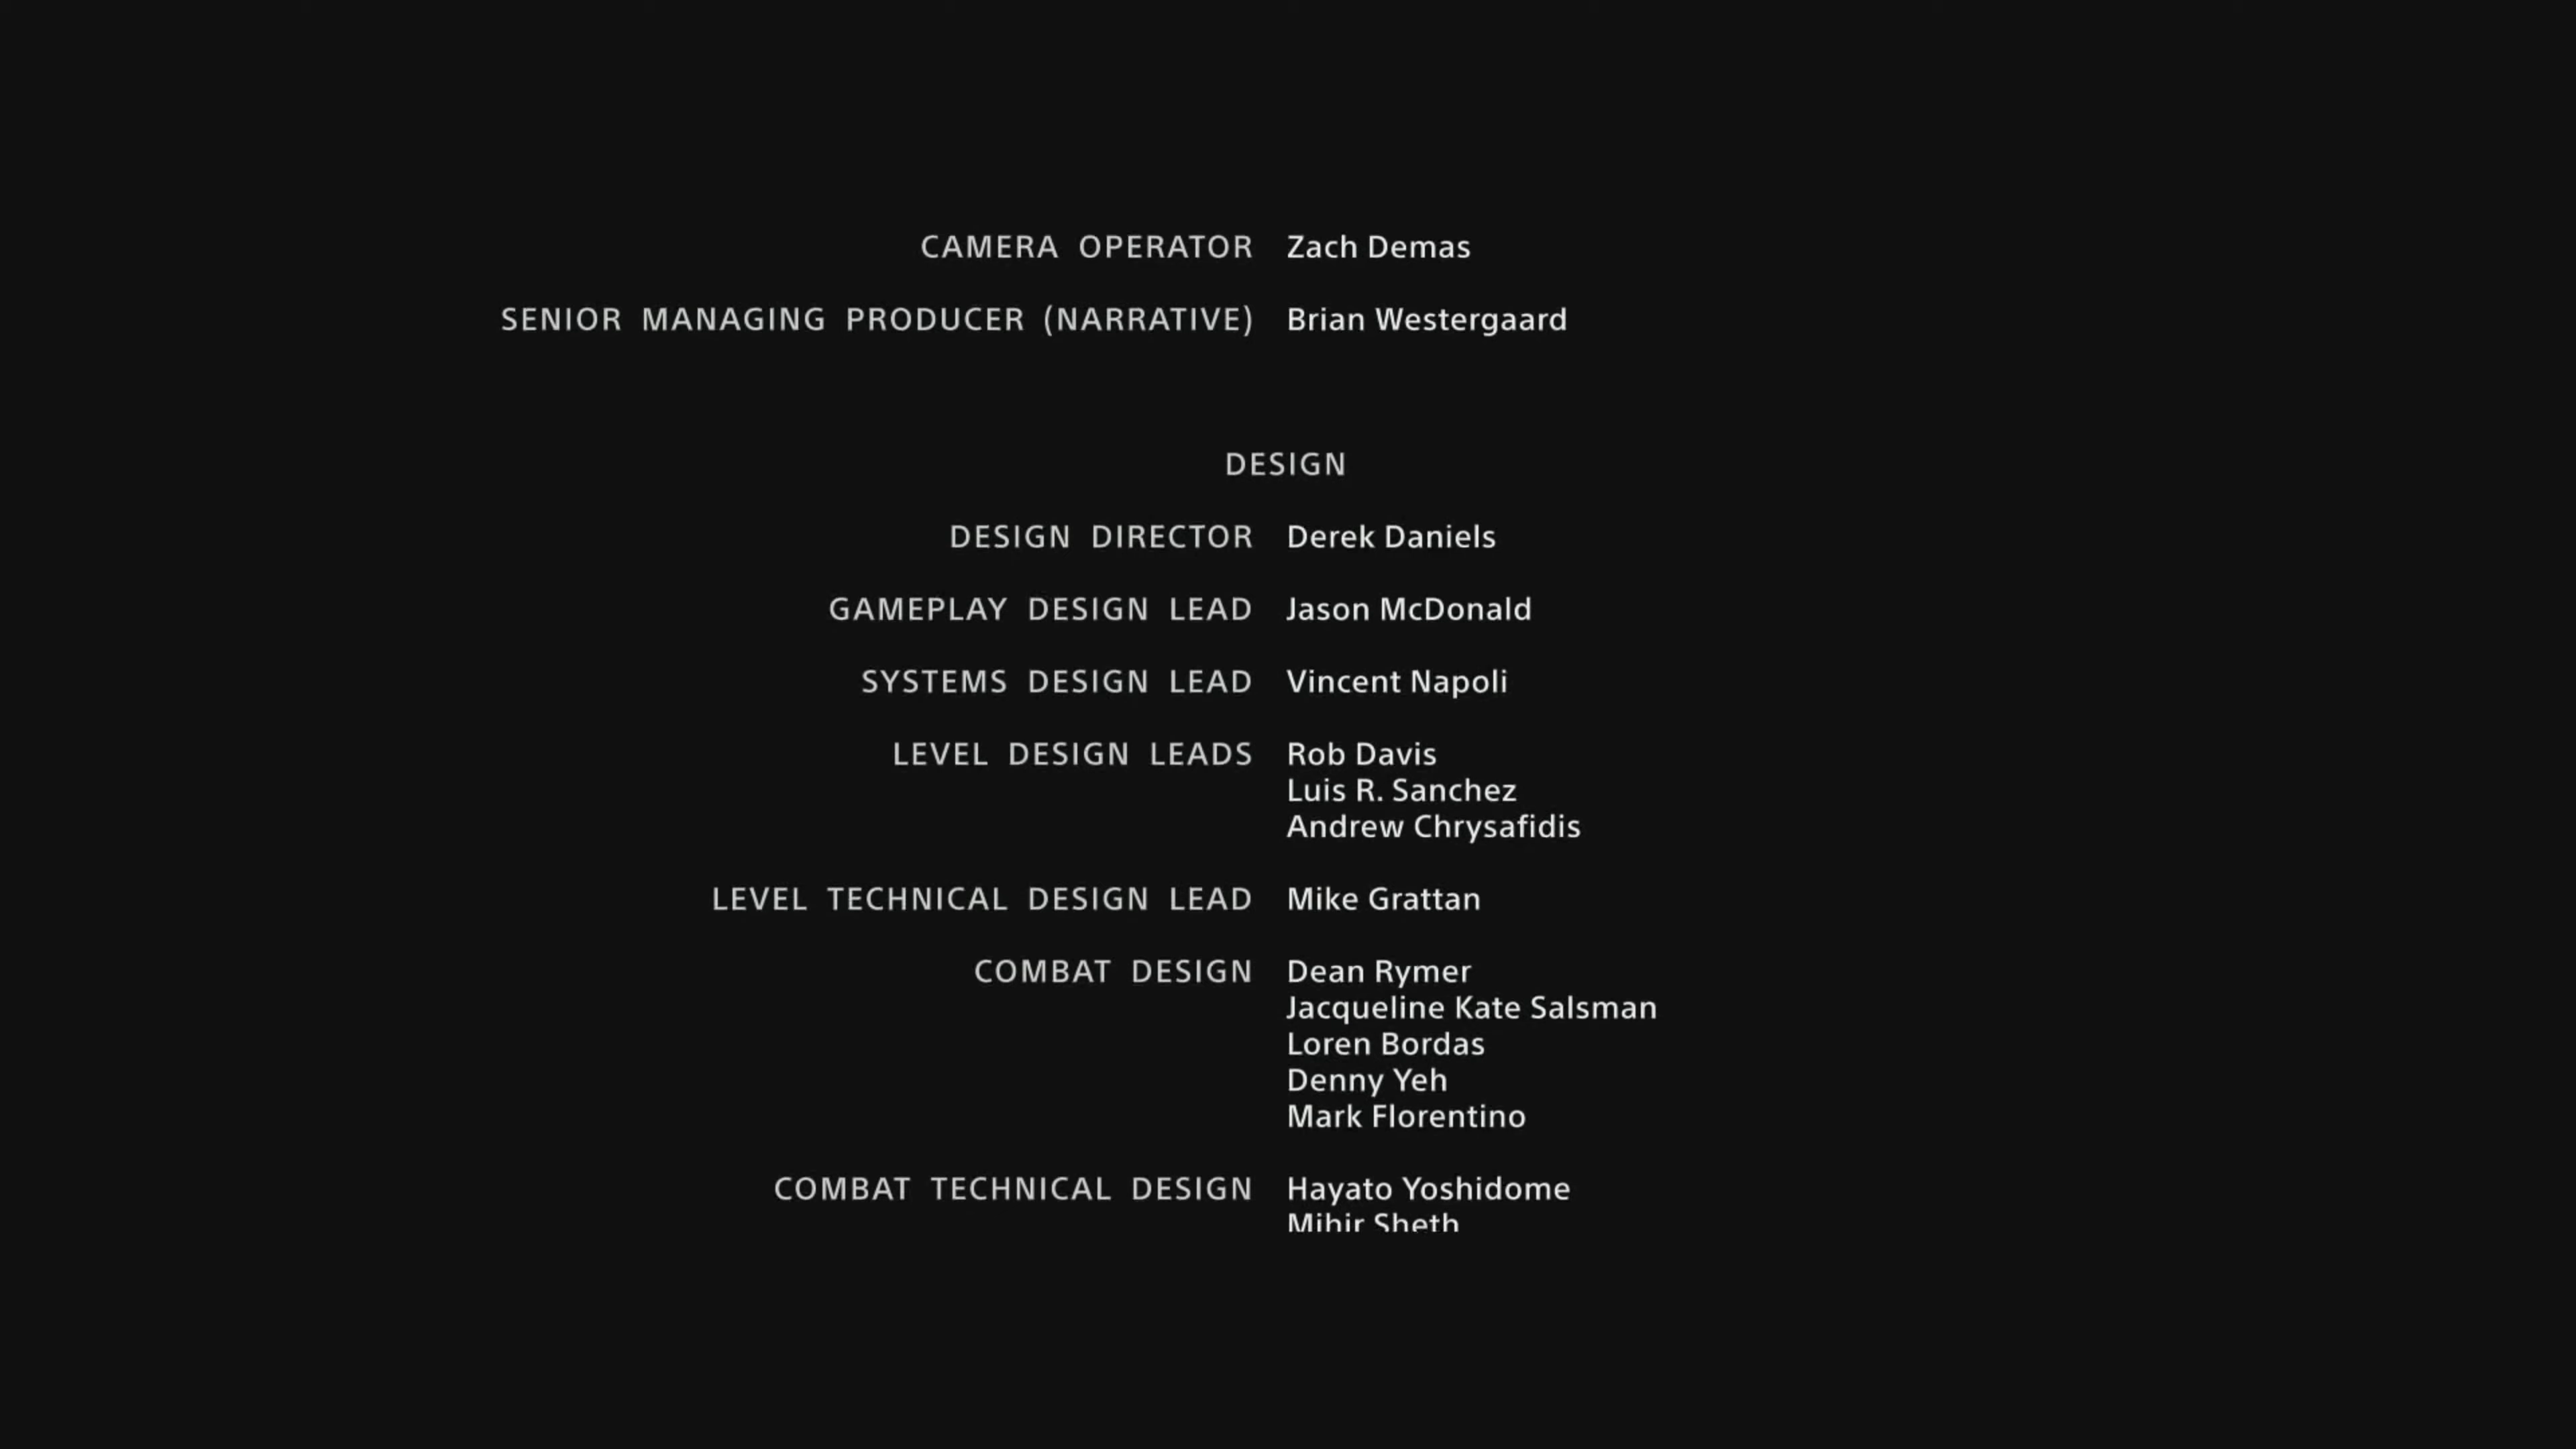 CAMERA OPERATOR Zach Demas
SENIOR MANAGING PRODUCER (NARRATIVE) Brian Westergaard
DESIGN
DESIGN DIRECTOR Derek Daniels
GAMEPLAY DESIGN LEAD Jason McDonald
SYSTEMS DESIGN LEAD Vincent Napoli
LEVEL DESIGN LEADS Rob Davis
Luis R. Sanchez
Andrew Chrysafidis
LEVEL TECHNICAL DESIGN LEAD Mike Grattan
COMBAT DESIGN Dean Rymer
Jacqueline Kate Salsman
Loren Bordas
Denny Yeh
Mark Florentino
COMBAT TECHNICAL DESIGN Hayato Yoshidome
Mihir Sheth